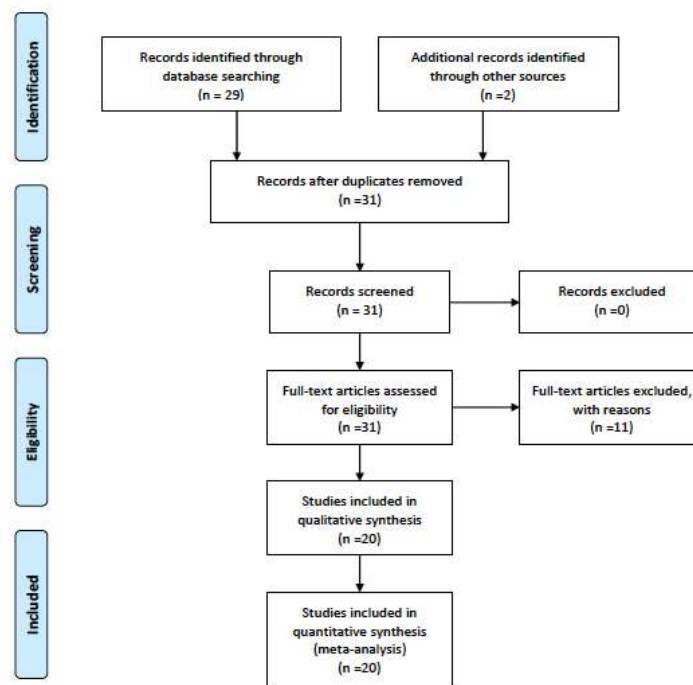 Identification
Records identified through
database searching
(n = 29)
Additional records identified
through other sources
(n =2)
Records after duplicates removed
(n =31)
Screening
Records screened
(n = 31)
Records excluded
(n =0)
Eligibility
Full-text articles assessed
for eligibility
(n =31)
Full-text articles excluded,
with reasons
(n =11)
Studies included in
qualitative synthesis
(n =20)
Included
Studies included in
quantitative synthesis
(meta-analysis)
(n =20)